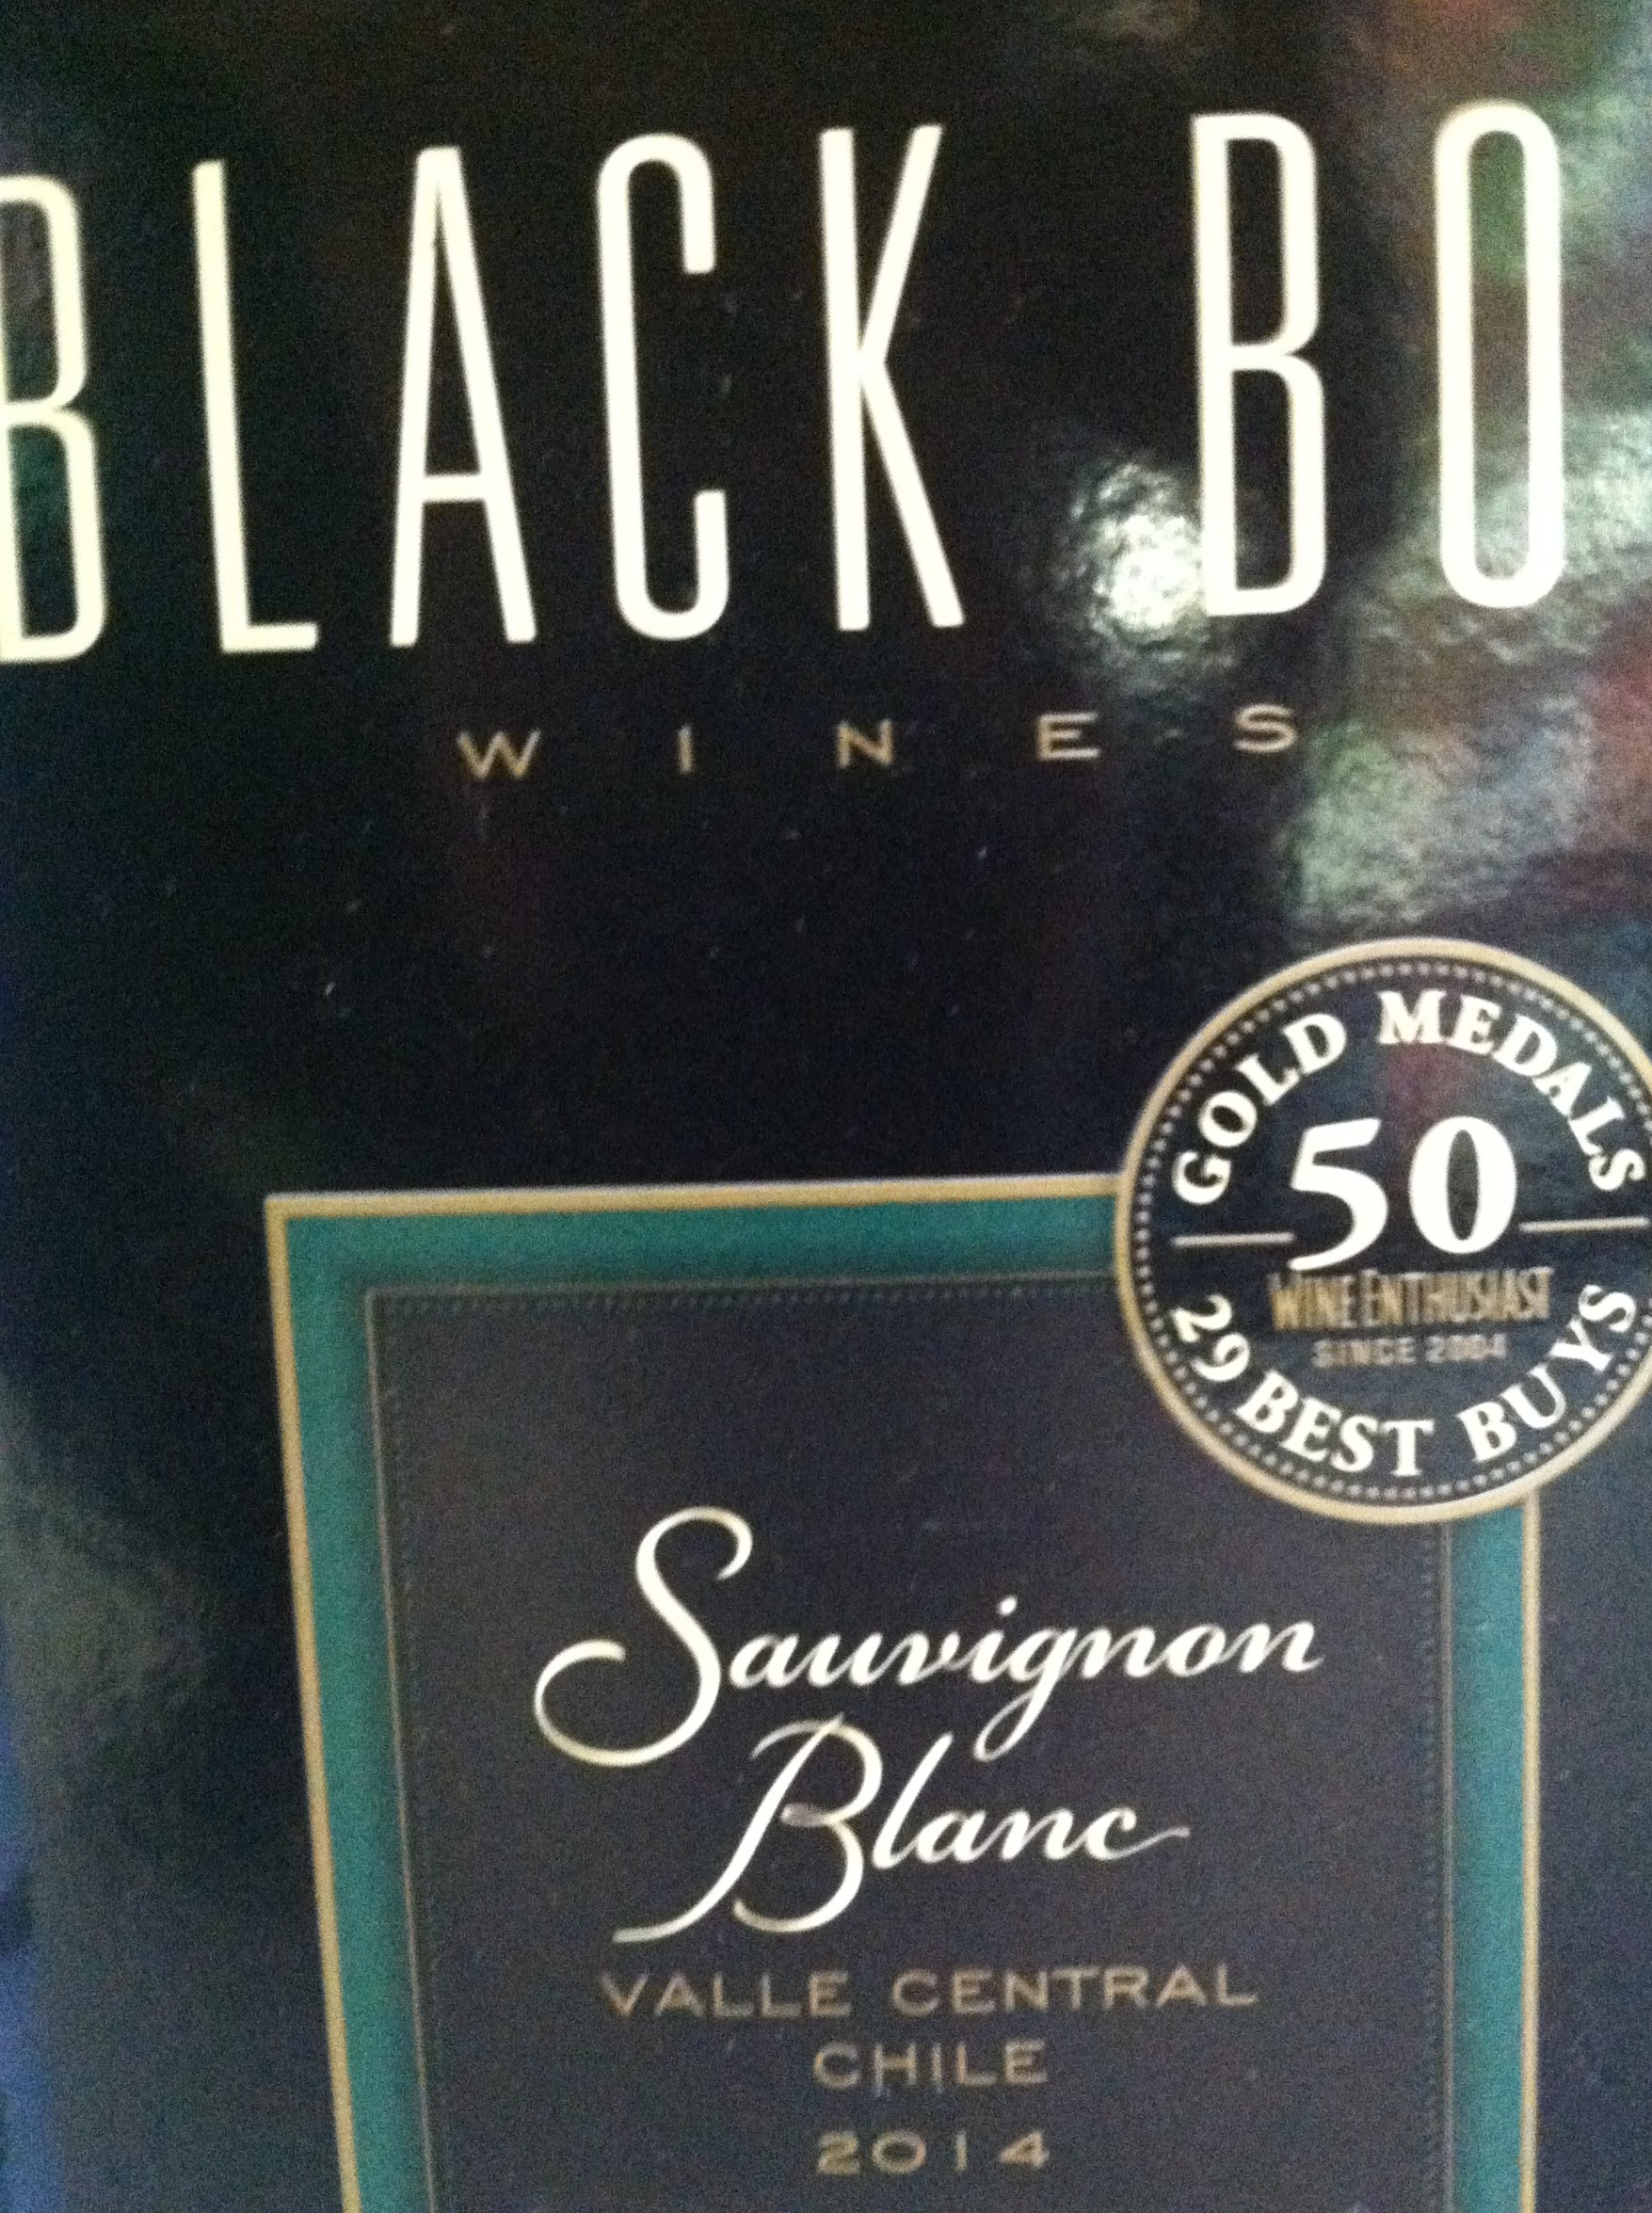 BLACK BO
WINES
GOLD MEDALS
50
WINE ENTHUSIAST
SINCE 2004
29 BEST BUYS
Sauvignon
Blanc
VALLE CENTRAL
CHILE
2014